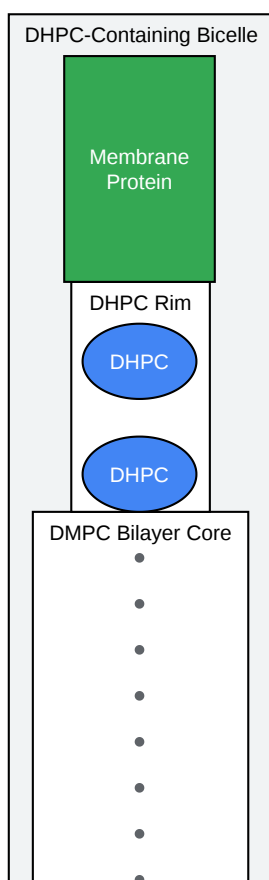 DHPC-Containing Bicelle
Membrane
Protein
DHPC Rim
DHPC
DHPC
DMPC Bilayer Core